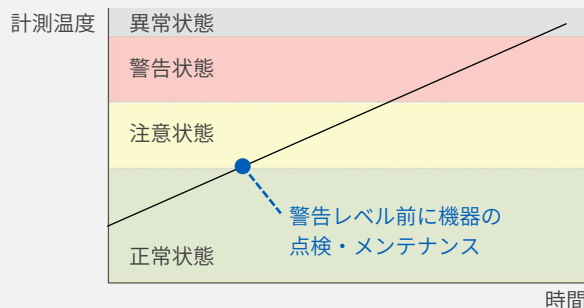 計測温度
異常状態
警告状態
注意状態
警告レベル前に機器の
点検・メンテナンス
正常状態
時間